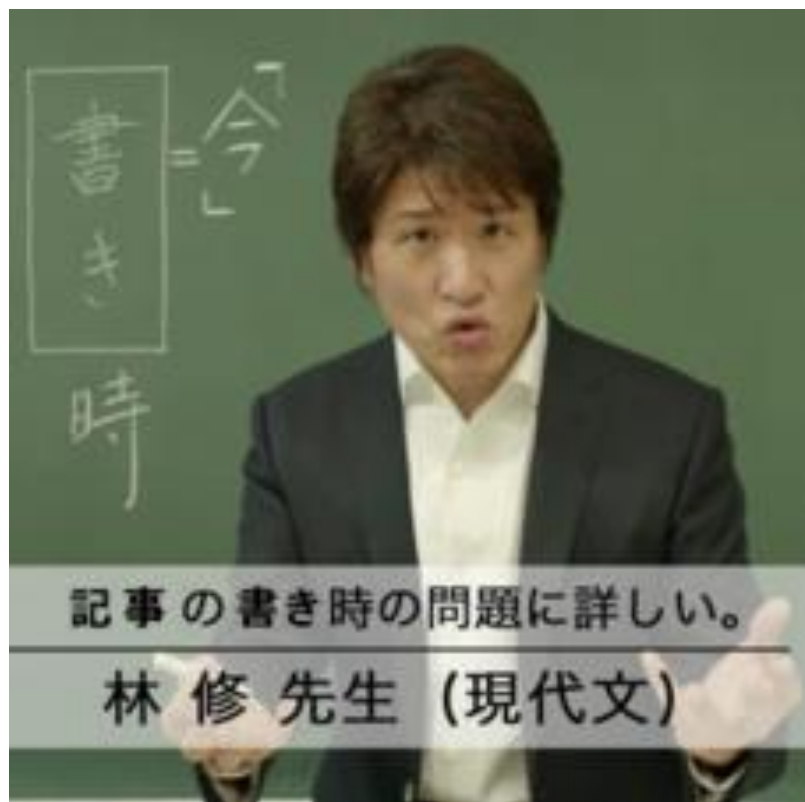 書き時
=「今」
記事の書き時の問題に詳しい。
林 修 先生 (現代文)